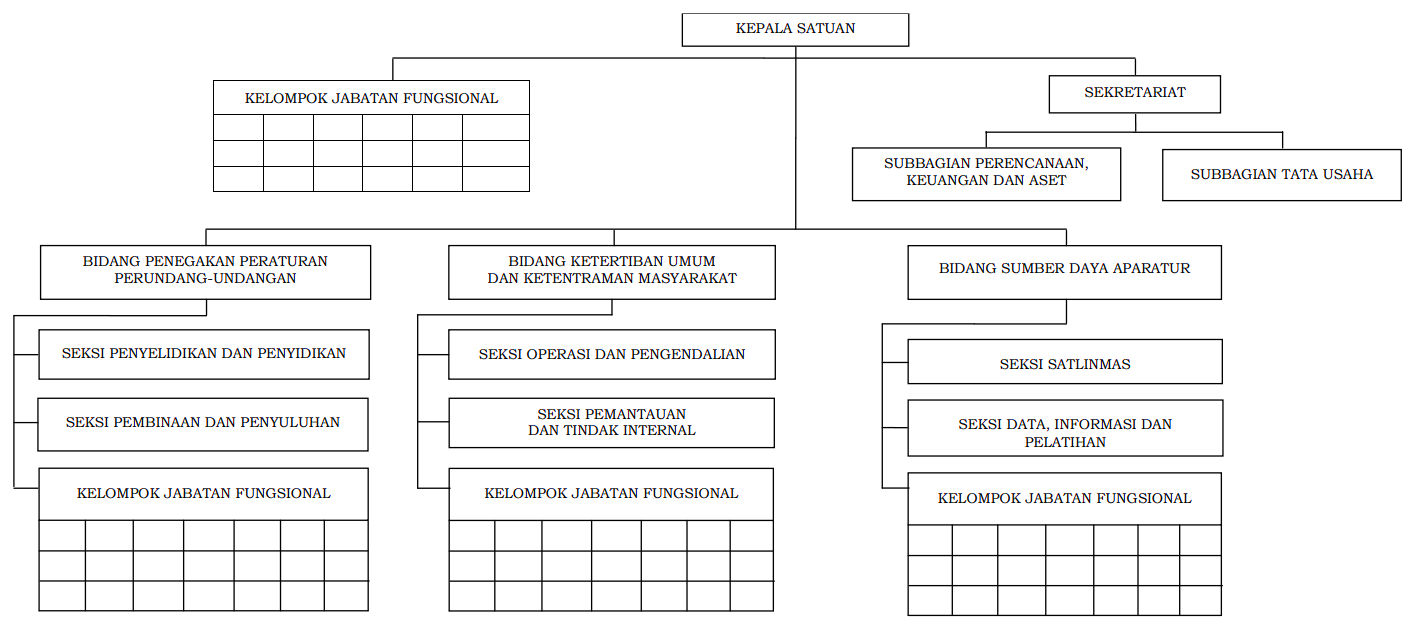 KEPALA SATUAN
KELOMPOK JABATAN FUNGSIONAL
SEKRETARIAT
SUBBAGIAN PERENCANAAN,
KEUANGAN DAN ASET
SUBBAGIAN TATA USAHA
BIDANG PENEGAKAN PERATURAN
PERUNDANG-UNDANGAN
SEKSI PENYELIDIKAN DAN PENYIDIKAN
SEKSI PEMBINAAN DAN PENYULUHAN
KELOMPOK JABATAN FUNGSIONAL
BIDANG KETERTIBAN UMUM
DAN KETENTRAMAN MASYARAKAT
SEKSI OPERASI DAN PENGENDALIAN
SEKSI PEMANTAUAN
DAN TINDAK INTERNAL
KELOMPOK JABATAN FUNGSIONAL
BIDANG SUMBER DAYA APARATUR
SEKSI SATLINMAS
SEKSI DATA, INFORMASI DAN
PELATIHAN
KELOMPOK JABATAN FUNGSIONAL